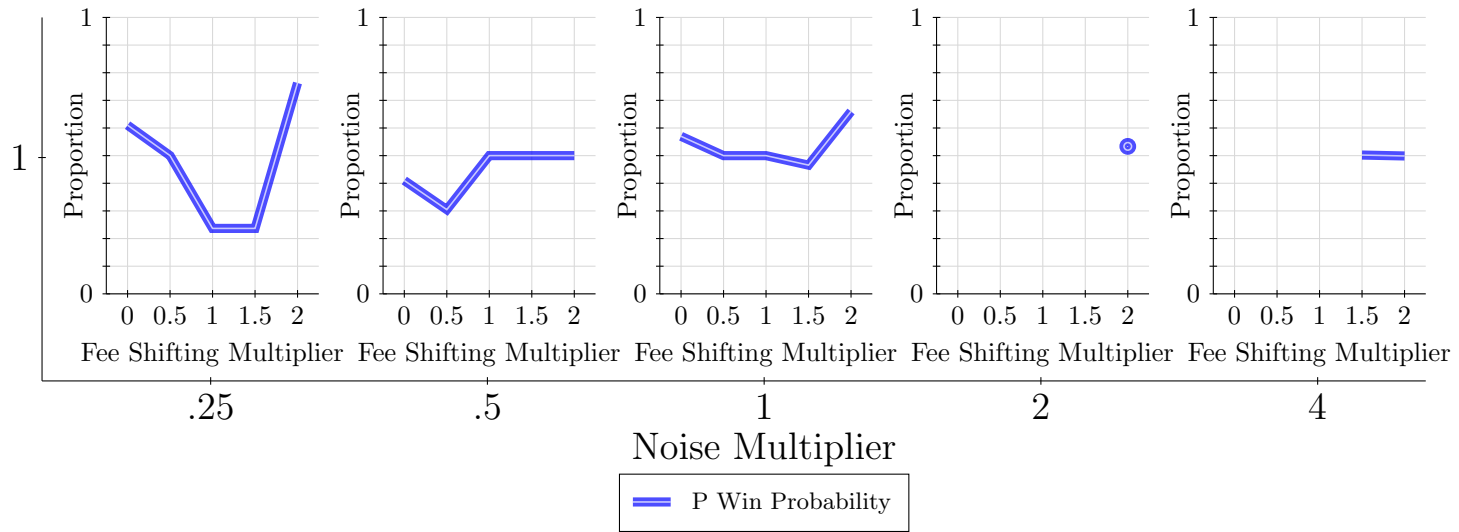 1 1 1 1 1
Proportion Proportion Proportion Proportion Proportion
1
0 0 0 0 0
0 0.5 1 1.5 2 0 0.5 1 1.5 2 0 0.5 1 1.5 2 0 0.5 1 1.5 2 0 0.5 1 1.5 2
Fee Shifting Multiplier Fee Shifting Multiplier Fee Shifting Multiplier Fee Shifting Multiplier Fee Shifting Multiplier
.25 .5 1 2 4
Noise Multiplier
P Win Probability